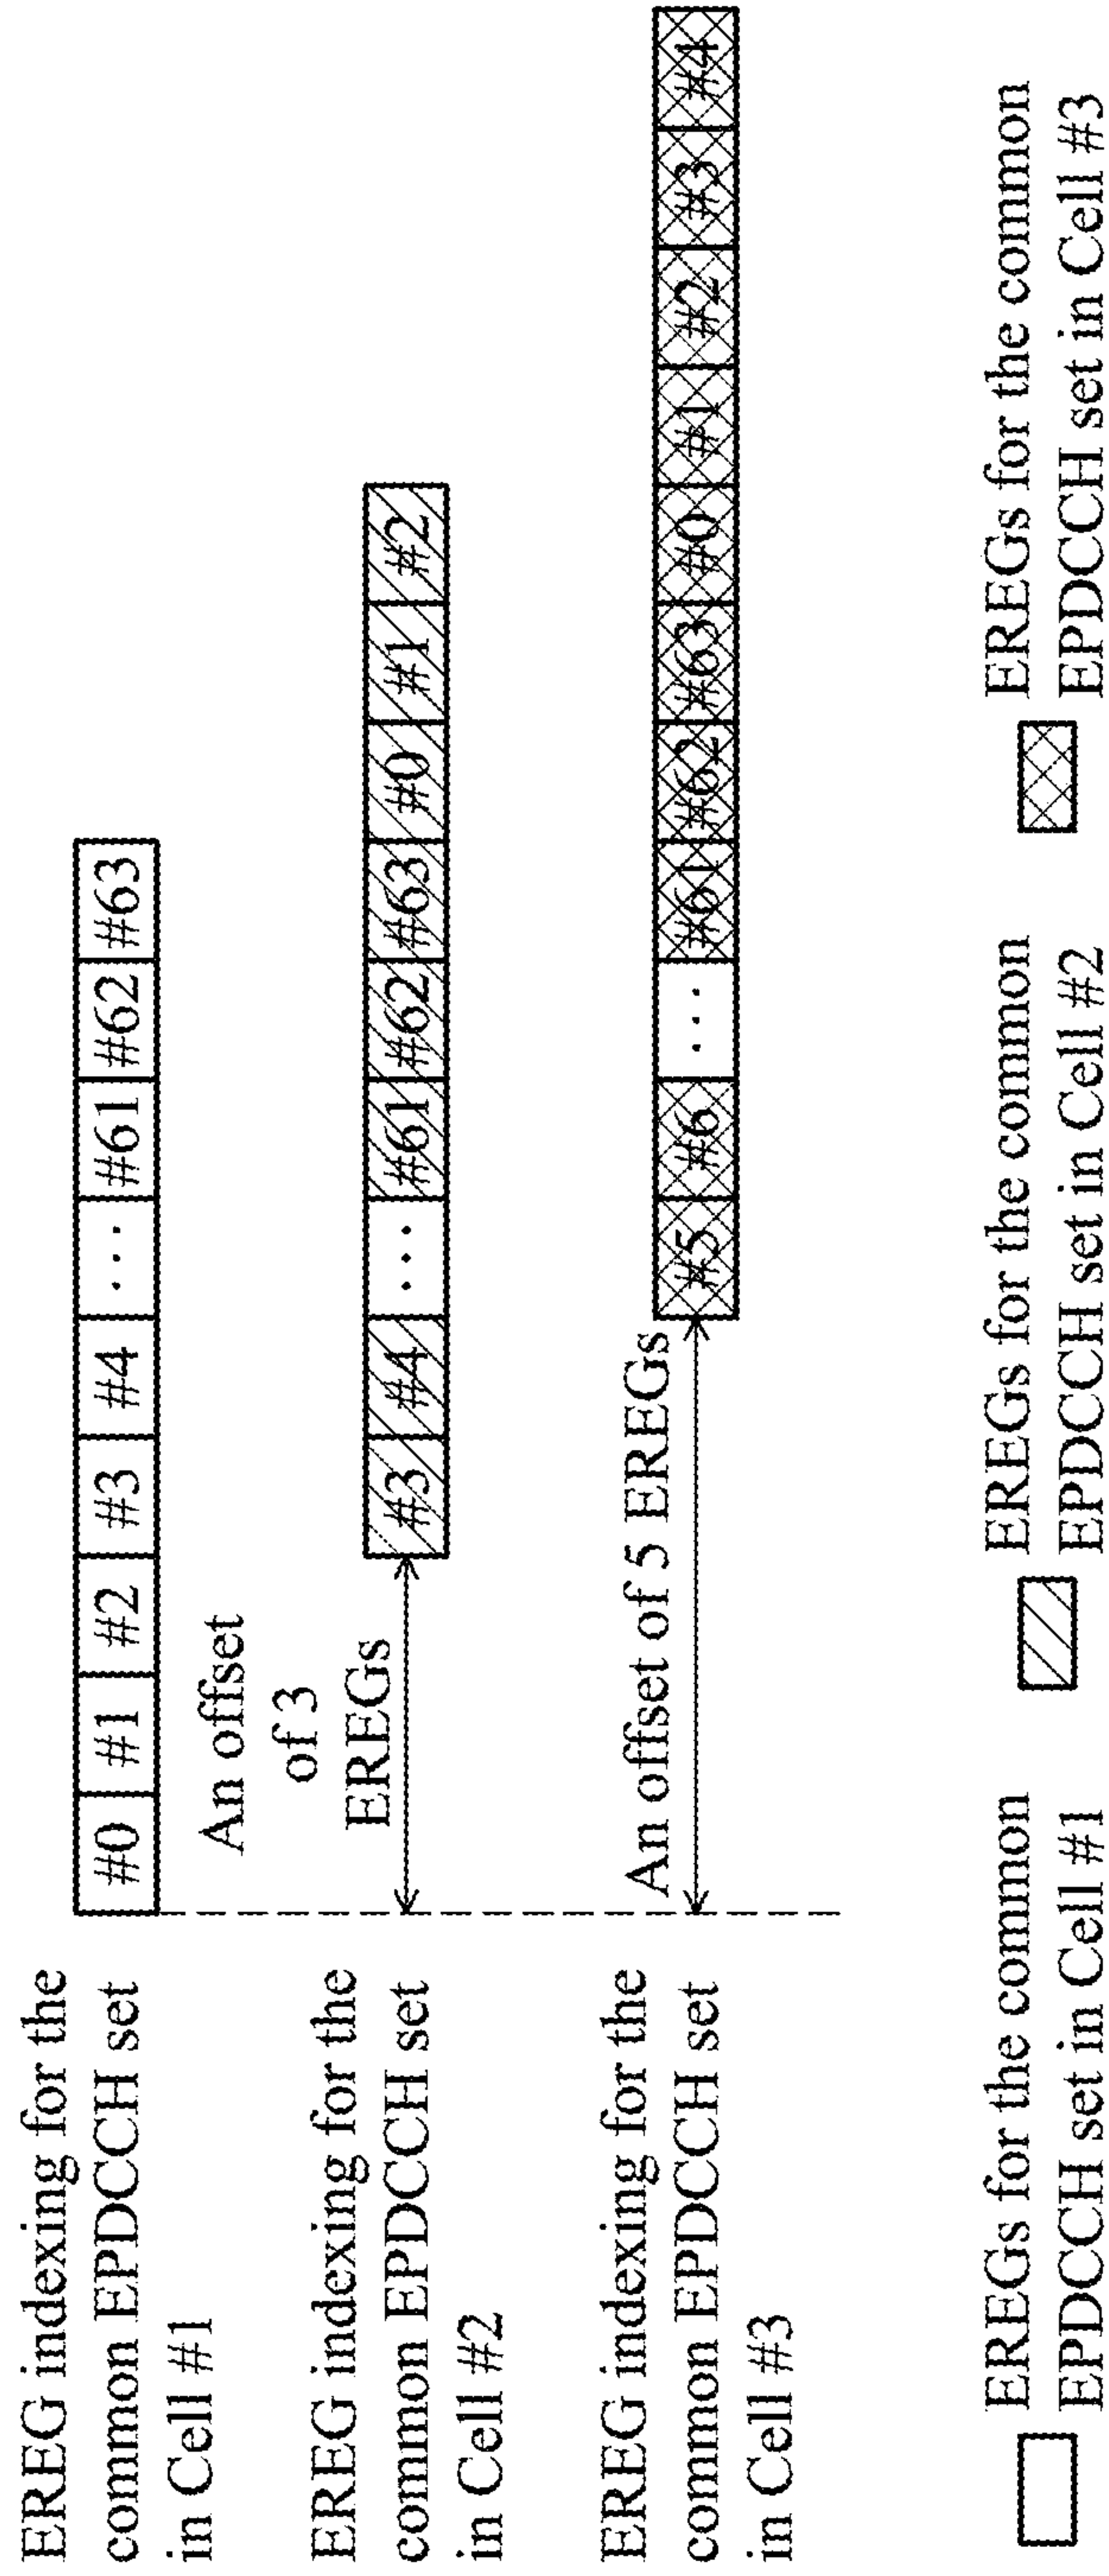 EREG indexing for the
common EPDCCH set
in Cell #1
#0 #1 #2 #3 #4 ... #61 #62 #63
An offset
of 3
EREGs
EREG indexing for the
common EPDCCH set
in Cell #2
#3 #4 ... #61 #62 #63 #0 #1 #2
An offset of 5 EREGs
EREG indexing for the
common EPDCCH set
in Cell #3
#5 #6 ... #61 #62 #63 #0 #1 #2 #3 #4
EREGs for the common
EPDCCH set in Cell #1
EREGs for the common
EPDCCH set in Cell #2
EREGs for the common
EPDCCH set in Cell #3